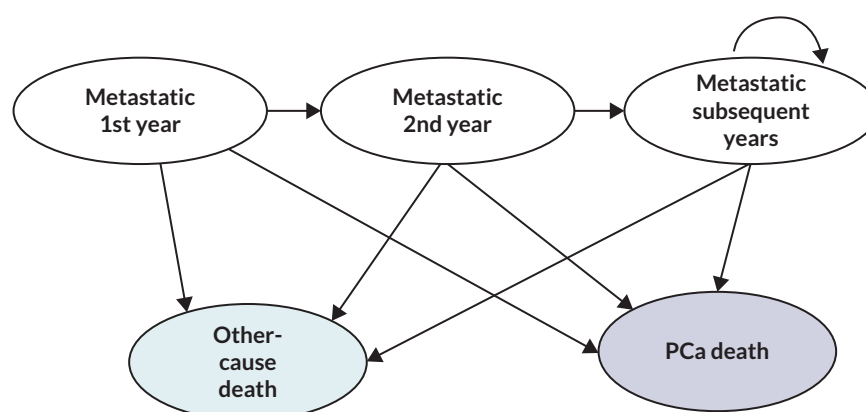 Metastatic
1st year
Metastatic
2nd year
Metastatic
subsequent
years
Other-
cause
death
PCa death